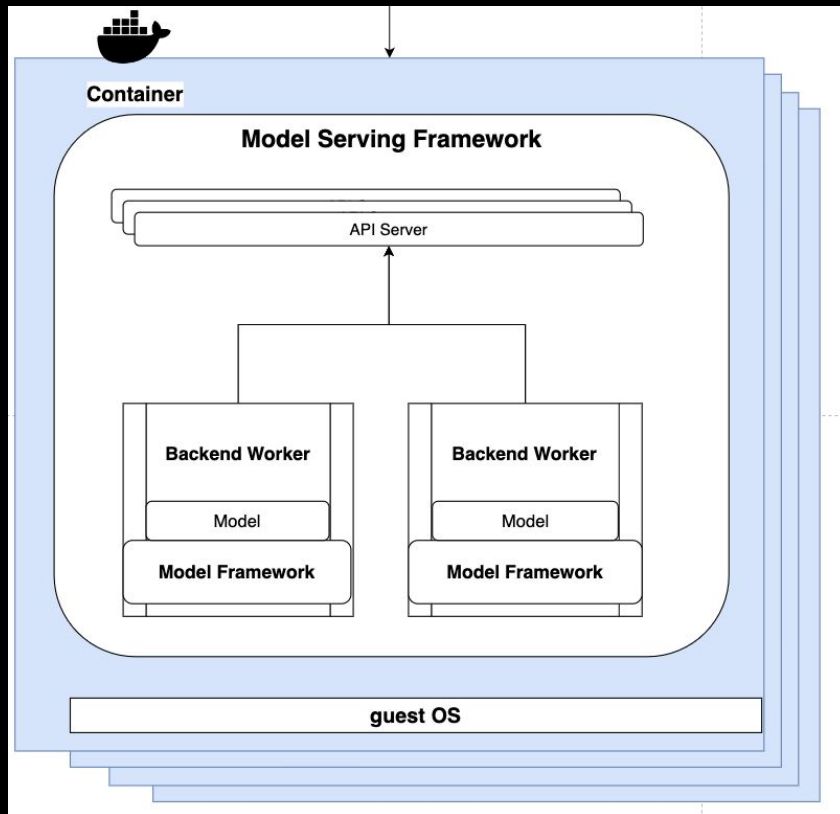 Container
Model Serving Framework
API Server
Backend Worker
Backend Worker
Model
Model
Model Framework
Model Framework
guest OS